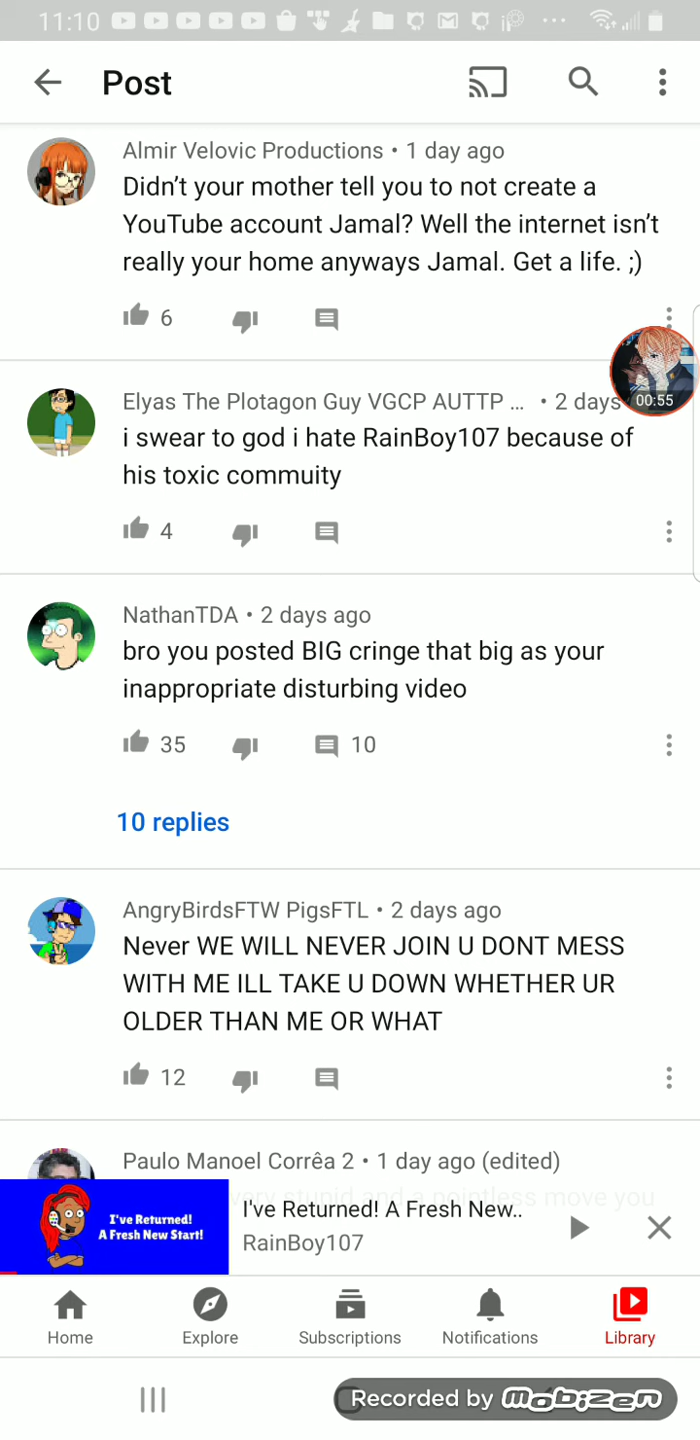 11:10
Post
Almir Velovic Productions • 1 day ago
Didn't your mother tell you to not create a
YouTube account Jamal? Well the internet isn't
really your home anyways Jamal. Get a life. ;)
6
Elyas The Plotagon Guy VGCP AUTTP ... • 2 days
00:55
i swear to god i hate RainBoy107 because of
his toxic commuity
4
NathanTDA • 2 days ago
bro you posted BIG cringe that big as your
inappropriate disturbing video
35
10
10 replies
AngryBirdsFTW PigsFTL • 2 days ago
Never WE WILL NEVER JOIN U DONT MESS
WITH ME ILL TAKE U DOWN WHETHER UR
OLDER THAN ME OR WHAT
12
Paulo Manoel Corrêa 2 • 1 day ago (edited)
very stupid and a pointless move you
I've Returned!
A Fresh New Start!
I've Returned! A Fresh New..
RainBoy107
Home
Explore
Subscriptions
Notifications
Library
Recorded by mobizen